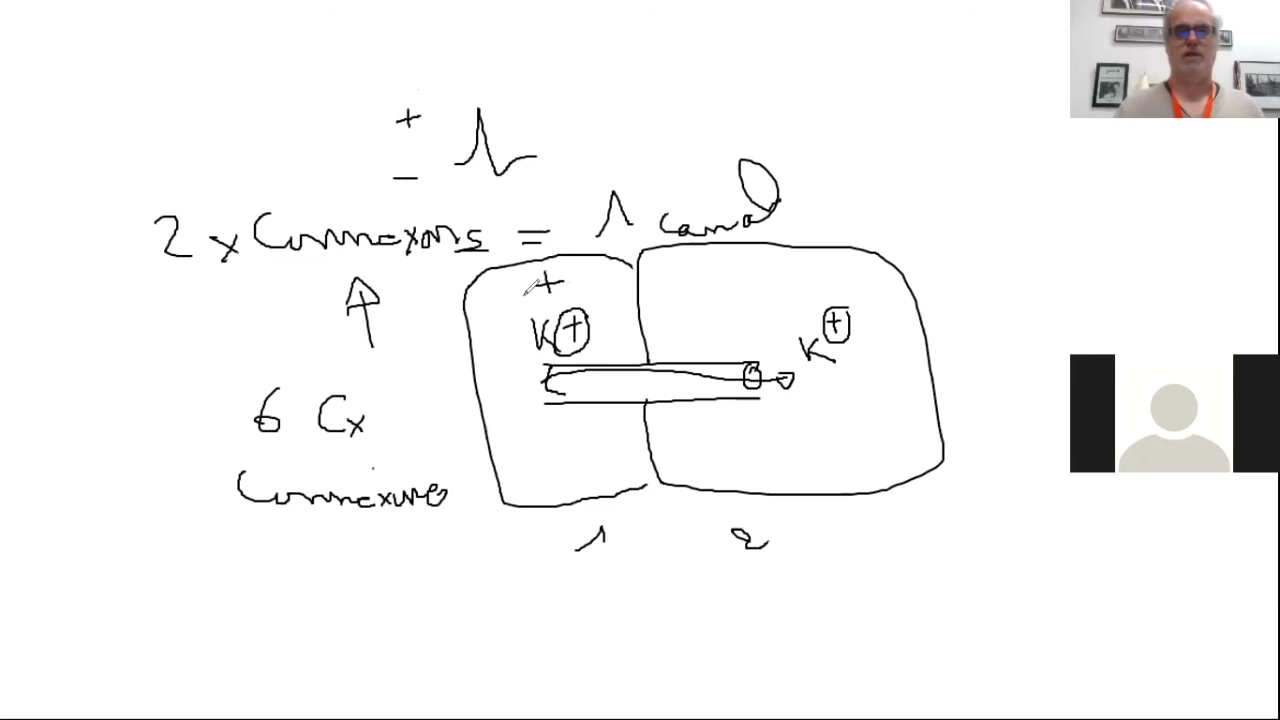 +
−
2 x Connexons = 1 canal
+
K+
K+
6 Cx
Connexine
1 2